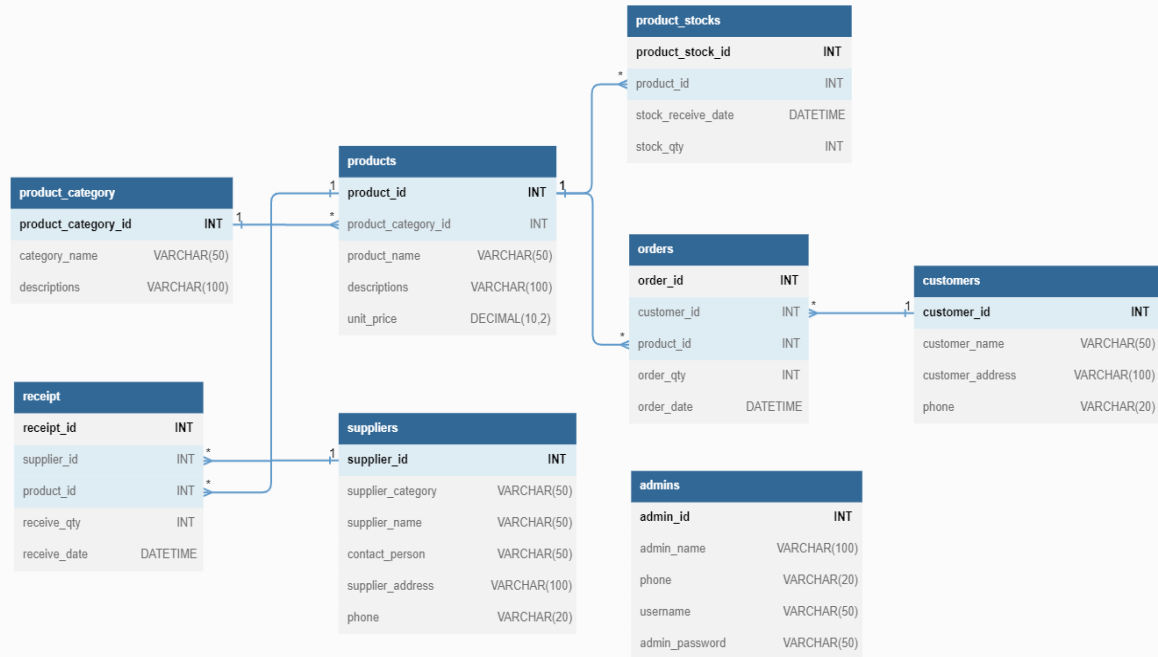 product_stocks
product_stock_id INT
* product_id INT
stock_receive_date DATETIME
stock_qty INT
products
1 product_id INT 1
* product_category_id INT
product_name VARCHAR(50)
descriptions VARCHAR(100)
unit_price DECIMAL(10,2)
product_category
product_category_id INT 1
category_name VARCHAR(50)
descriptions VARCHAR(100)
orders
order_id INT
customer_id INT *
* product_id INT
order_qty INT
order_date DATETIME
customers
1 customer_id INT
customer_name VARCHAR(50)
customer_address VARCHAR(100)
phone VARCHAR(20)
receipt
receipt_id INT
supplier_id INT *
product_id INT *
receive_qty INT
receive_date DATETIME
suppliers
1 supplier_id INT
supplier_category VARCHAR(50)
supplier_name VARCHAR(50)
contact_person VARCHAR(50)
supplier_address VARCHAR(100)
phone VARCHAR(20)
admins
admin_id INT
admin_name VARCHAR(100)
phone VARCHAR(20)
username VARCHAR(50)
admin_password VARCHAR(50)